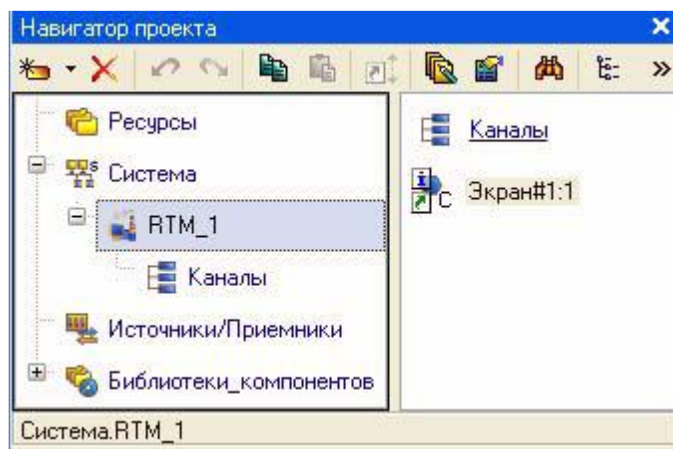 Навигатор проекта
Ресурсы
Система
RTM_1
Каналы
Источники/Приемники
Библиотеки_компонентов
Каналы
Экран#1:1
Система.RTM_1